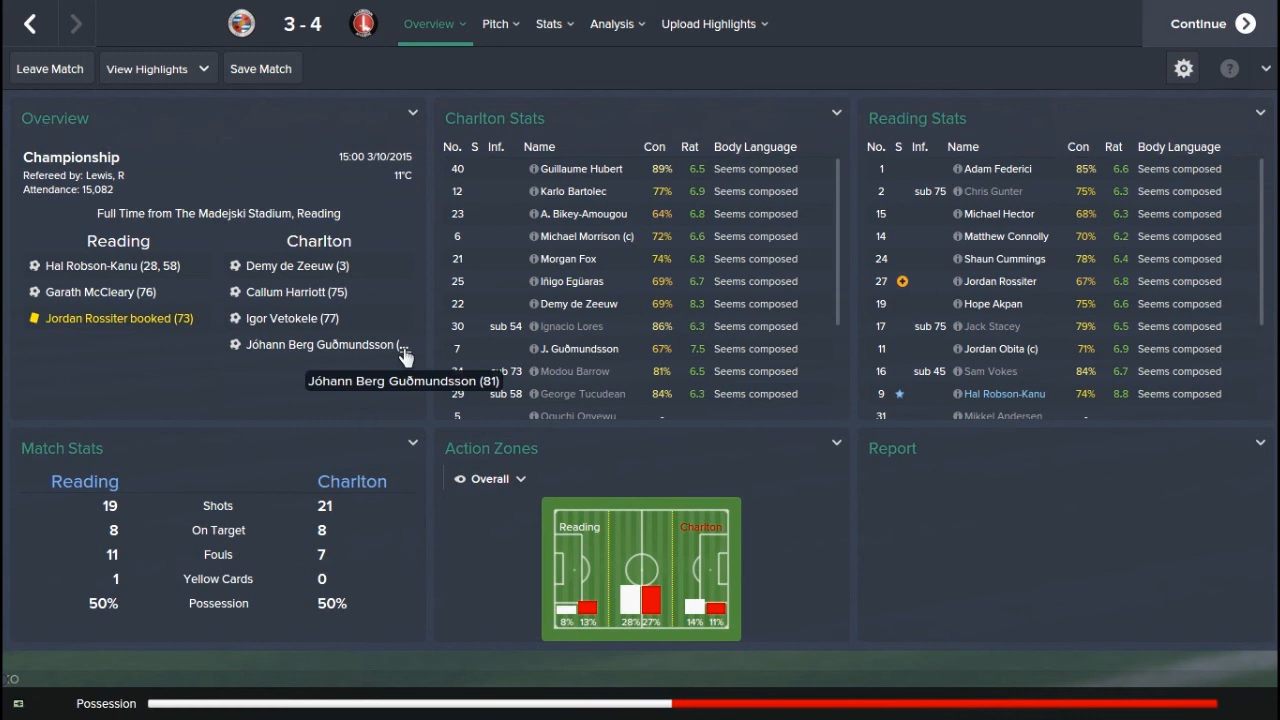 3 - 4 Overview Pitch Stats Analysis Upload Highlights Continue
Leave Match View Highlights Save Match ?
Overview
Championship 15:00 3/10/2015
Refereed by: Lewis, R 11°C
Attendance: 15,082
Full Time from The Madejski Stadium, Reading
Reading Charlton
Hal Robson-Kanu (28, 58) Demy de Zeeuw (3)
Garath McCleary (76) Callum Harriott (75)
Jordan Rossiter booked (73) Igor Vetokele (77)
Jóhann Berg Guðmundsson (...
Jóhann Berg Guðmundsson (81)
Charlton Stats
No. S Inf. Name Con Rat Body Language
40 Guillaume Hubert 89% 6.5 Seems composed
12 Karlo Bartolec 77% 6.9 Seems composed
23 A. Bikey-Amougou 64% 6.8 Seems composed
6 Michael Morrison (c) 72% 6.6 Seems composed
21 Morgan Fox 74% 6.8 Seems composed
25 Iñigo Egüaras 69% 6.7 Seems composed
22 Demy de Zeeuw 69% 8.3 Seems composed
30 sub 54 Ignacio Lores 86% 6.3 Seems composed
7 J. Guðmundsson 67% 7.5 Seems composed
sub 73 Modou Barrow 81% 6.5 Seems composed
29 sub 58 George Tucudean 84% 6.3 Seems composed
5 Oguchi Onyewu -
Reading Stats
No. S Inf. Name Con Rat Body Language
1 Adam Federici 85% 6.6 Seems composed
2 sub 75 Chris Gunter 75% 6.3 Seems composed
15 Michael Hector 68% 6.3 Seems composed
14 Matthew Connolly 70% 6.2 Seems composed
24 Shaun Cummings 78% 6.4 Seems composed
27 Jordan Rossiter 67% 6.8 Seems composed
19 Hope Akpan 75% 6.6 Seems composed
17 sub 75 Jack Stacey 79% 6.5 Seems composed
11 Jordan Obita (c) 71% 6.9 Seems composed
16 sub 45 Sam Vokes 84% 6.7 Seems composed
9 Hal Robson-Kanu 74% 8.8 Seems composed
31 Mikkel Andersen -
Match Stats
Reading Charlton
19 Shots 21
8 On Target 8
11 Fouls 7
1 Yellow Cards 0
50% Possession 50%
Action Zones
Overall
Reading Charlton
8% 13% 28% 27% 14% 11%
Report
Possession